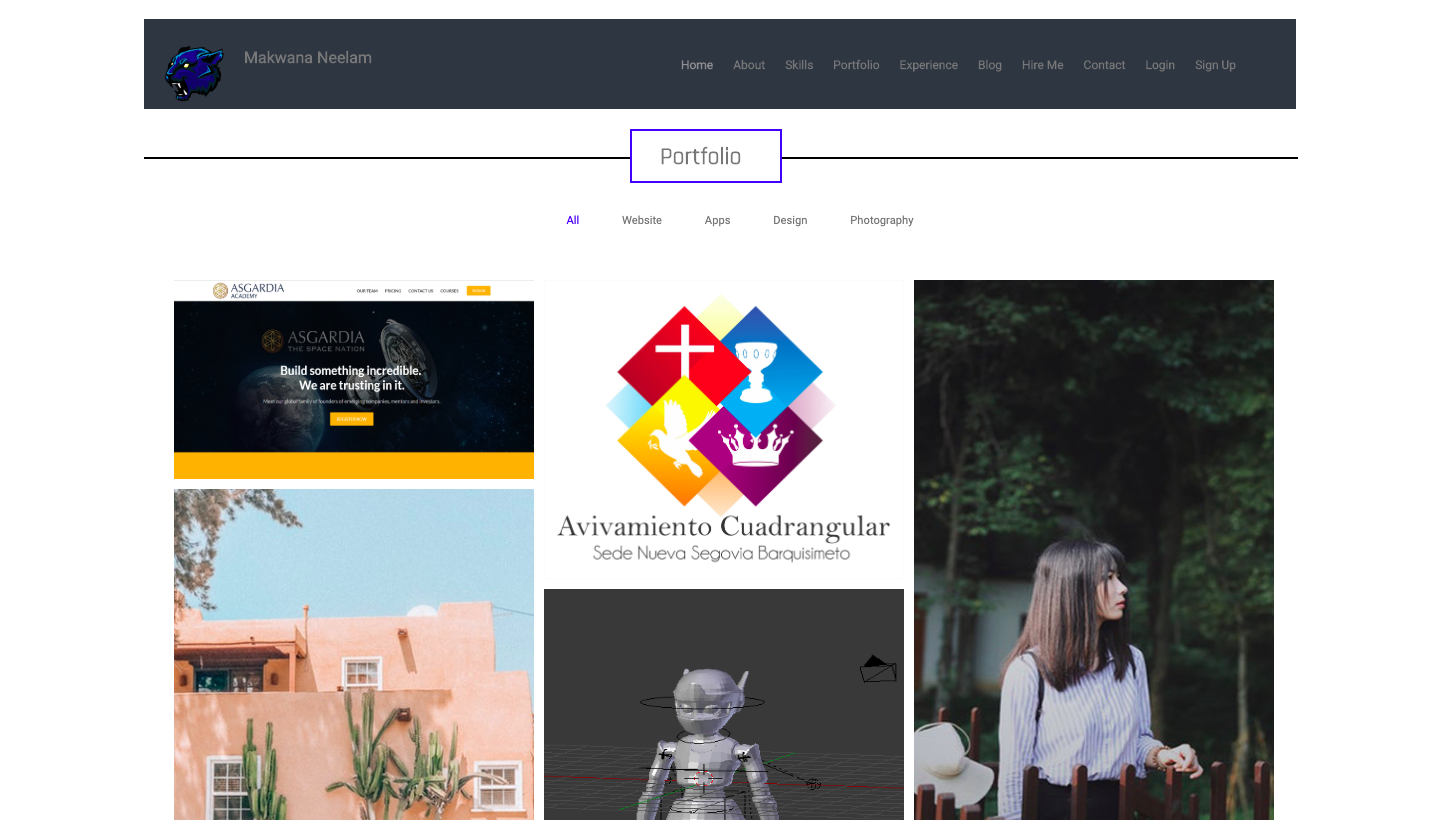 Makwana Neelam
Home About Skills Portfolio Experience Blog Hire Me Contact Login Sign Up
Portfolio
All Website Apps Design Photography
ASGARDIA
ACADEMY
OUR TEAM PRICING CONTACT US COURSES
ASGARDIA
THE SPACE NATION
Build something incredible.
We are trusting in it.
Meet our global family of founders of emerging companies, mentors and investors.
Avivamiento Cuadrangular
Sede Nueva Segovia Barquisimeto